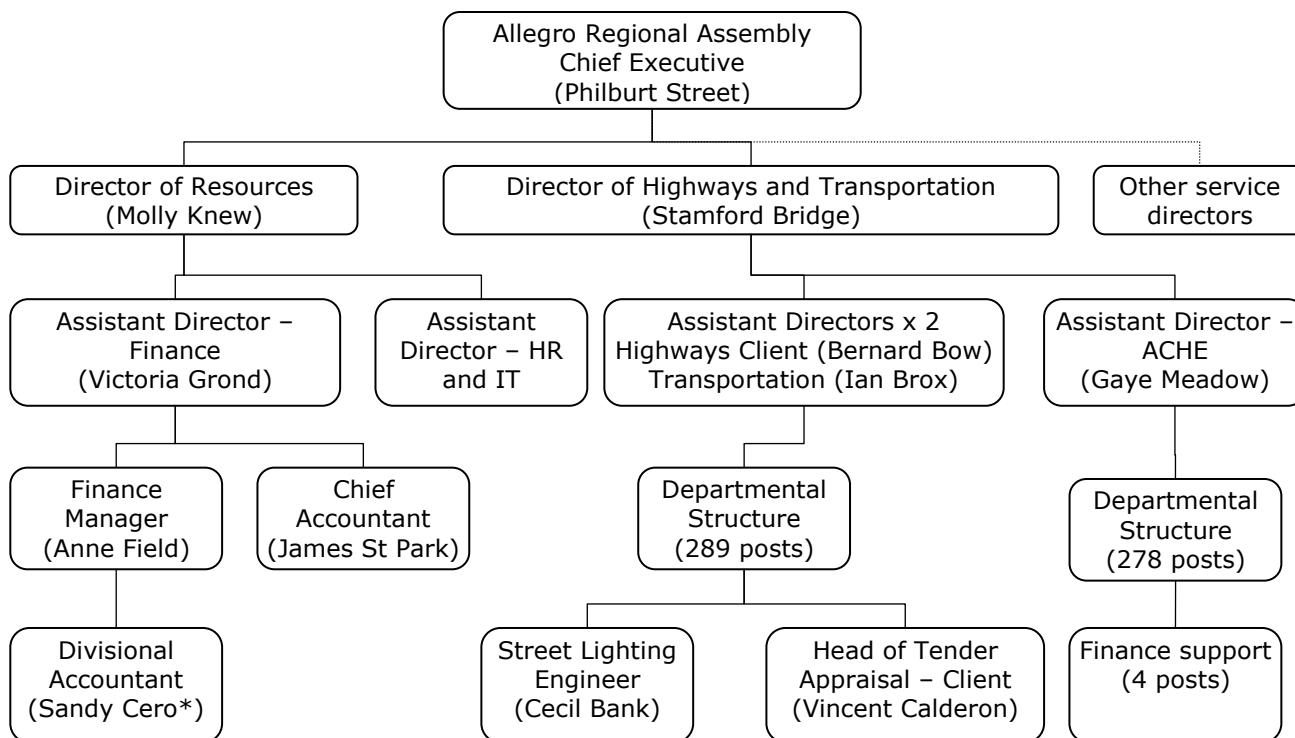 Allegro Regional Assembly
Chief Executive
(Philburt Street)
Director of Resources
(Molly Knew)
Director of Highways and Transportation
(Stamford Bridge)
Other service
directors
Assistant Director –
Finance
(Victoria Grond)
Assistant
Director – HR
and IT
Assistant Directors x 2
Highways Client (Bernard Bow)
Transportation (Ian Brox)
Assistant Director –
ACHE
(Gaye Meadow)
Finance
Manager
(Anne Field)
Chief
Accountant
(James St Park)
Departmental
Structure
(289 posts)
Departmental
Structure
(278 posts)
Divisional
Accountant
(Sandy Cero*)
Street Lighting
Engineer
(Cecil Bank)
Head of Tender
Appraisal – Client
(Vincent Calderon)
Finance support
(4 posts)